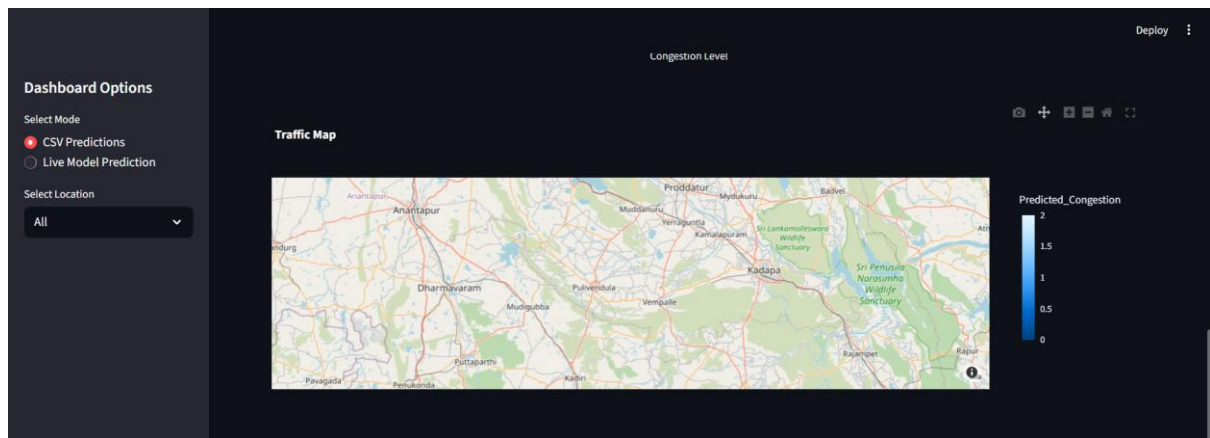 Deploy
Congestion Level
Dashboard Options
Select Mode
CSV Predictions
Live Model Prediction
Select Location
All
Traffic Map
Proddatur
Mydukuru
Badvel
Anantapur
Anantapur
Muddanuru
Yerraguntla
Kamalapuram
Sri Lankamalleswara
Wildlife
Sanctuary
Kadapa
Sri Penusila
Narasimha
Wildlife
Sanctuary
Dharmavaram
Pulivendula
Mudigubba
Vempalle
Puttaparthi
Rajampet
Rapur
Pavagada
Penukonda
Kadiri
Predicted_Congestion
2
1.5
1
0.5
0